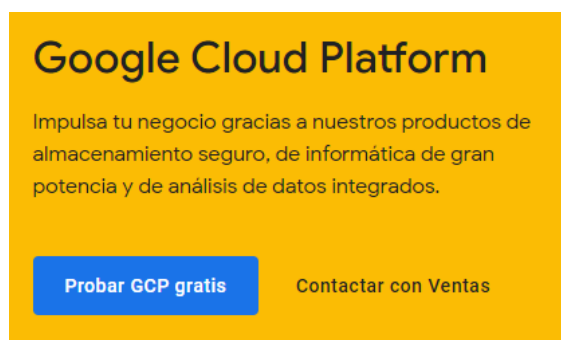 Google Cloud Platform
Impulsa tu negocio gracias a nuestros productos de
almacenamiento seguro, de informática de gran
potencia y de análisis de datos integrados.
Probar GCP gratis
Contactar con Ventas